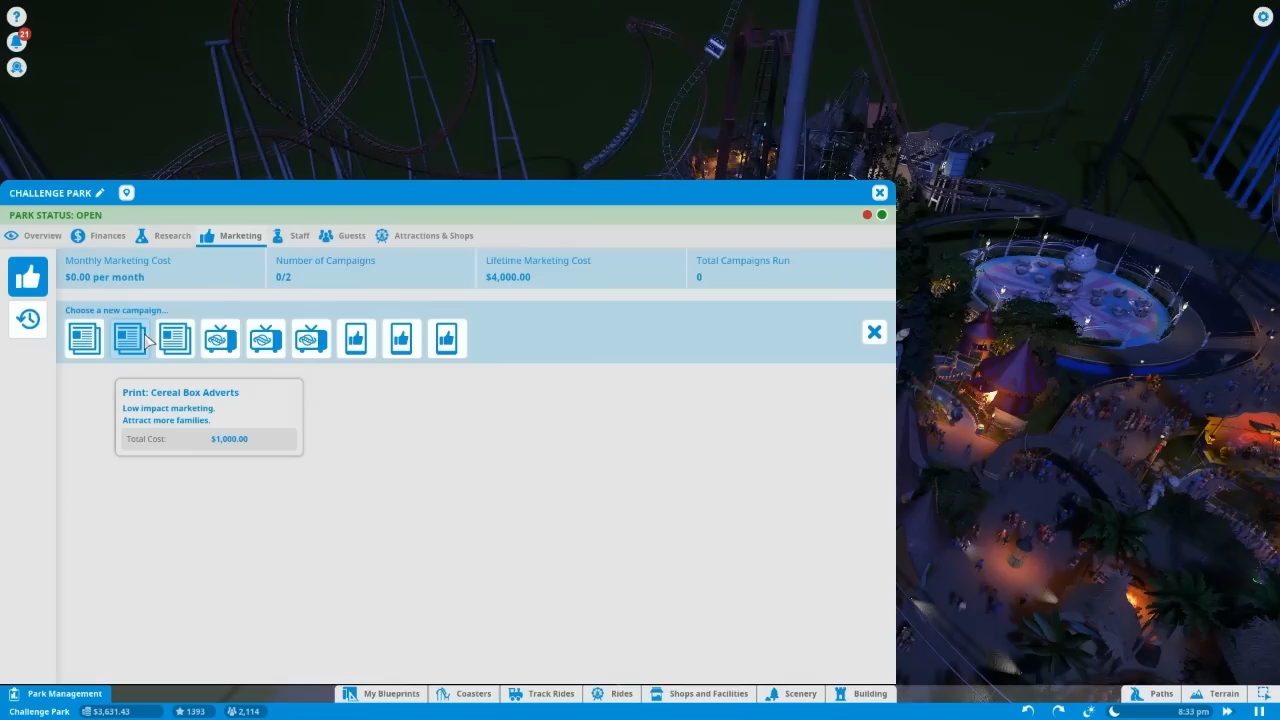 ?
21
CHALLENGE PARK
PARK STATUS: OPEN
Overview Finances Research Marketing Staff Guests Attractions & Shops
Monthly Marketing Cost Number of Campaigns Lifetime Marketing Cost Total Campaigns Run
$0.00 per month 0/2 $4,000.00 0
Choose a new campaign...
Print: Cereal Box Adverts
Low impact marketing.
Attract more families.
Total Cost: $1,000.00
Park Management My Blueprints Coasters Track Rides Rides Shops and Facilities Scenery Building Paths Terrain
Challenge Park $3,631.43 1393 2,114 8:33 pm